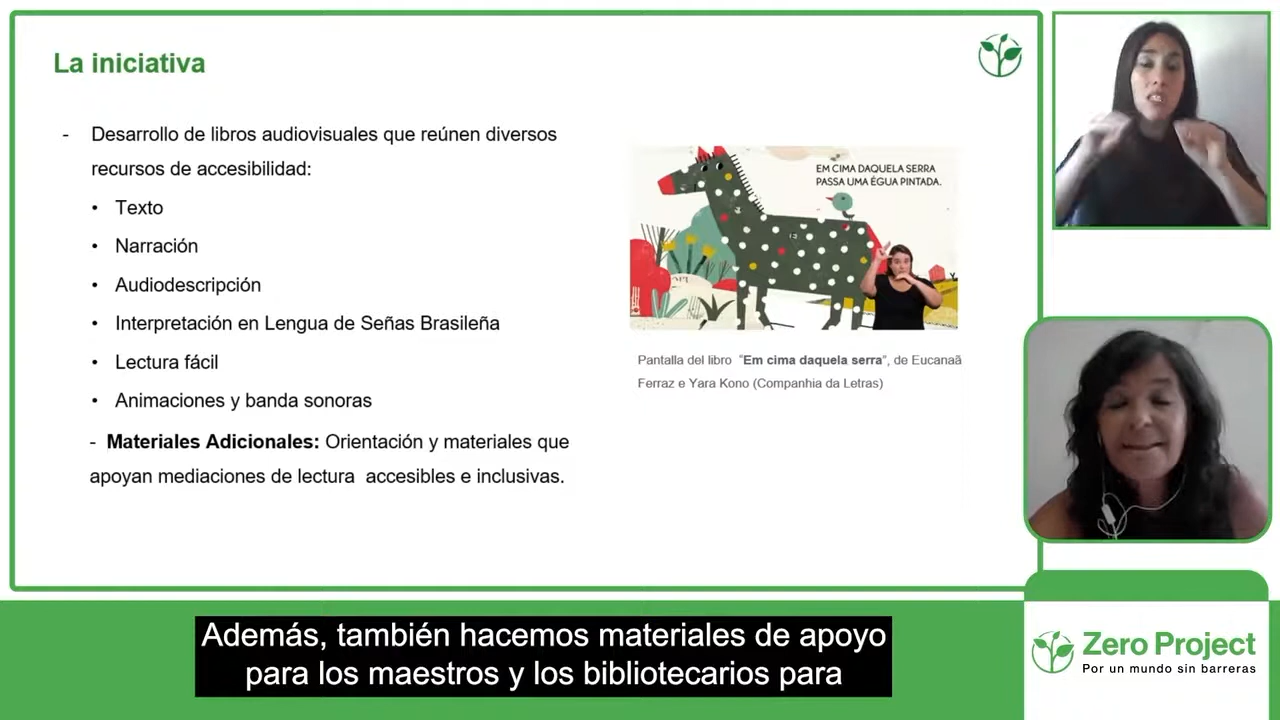 La iniciativa
- Desarrollo de libros audiovisuales que reúnen diversos
recursos de accesibilidad:
• Texto
• Narración
• Audiodescripción
• Interpretación en Lengua de Señas Brasileña
• Lectura fácil
• Animaciones y banda sonoras
- Materiales Adicionales: Orientación y materiales que
apoyan mediaciones de lectura accesibles e inclusivas.
EM CIMA DAQUELA SERRA
PASSA UMA ÉGUA PINTADA.
Pantalla del libro "Em cima daquela serra", de Eucanaã
Ferraz e Yara Kono (Companhia da Letras)
Además, también hacemos materiales de apoyo
para los maestros y los bibliotecarios para
Zero Project
Por un mundo sin barreras